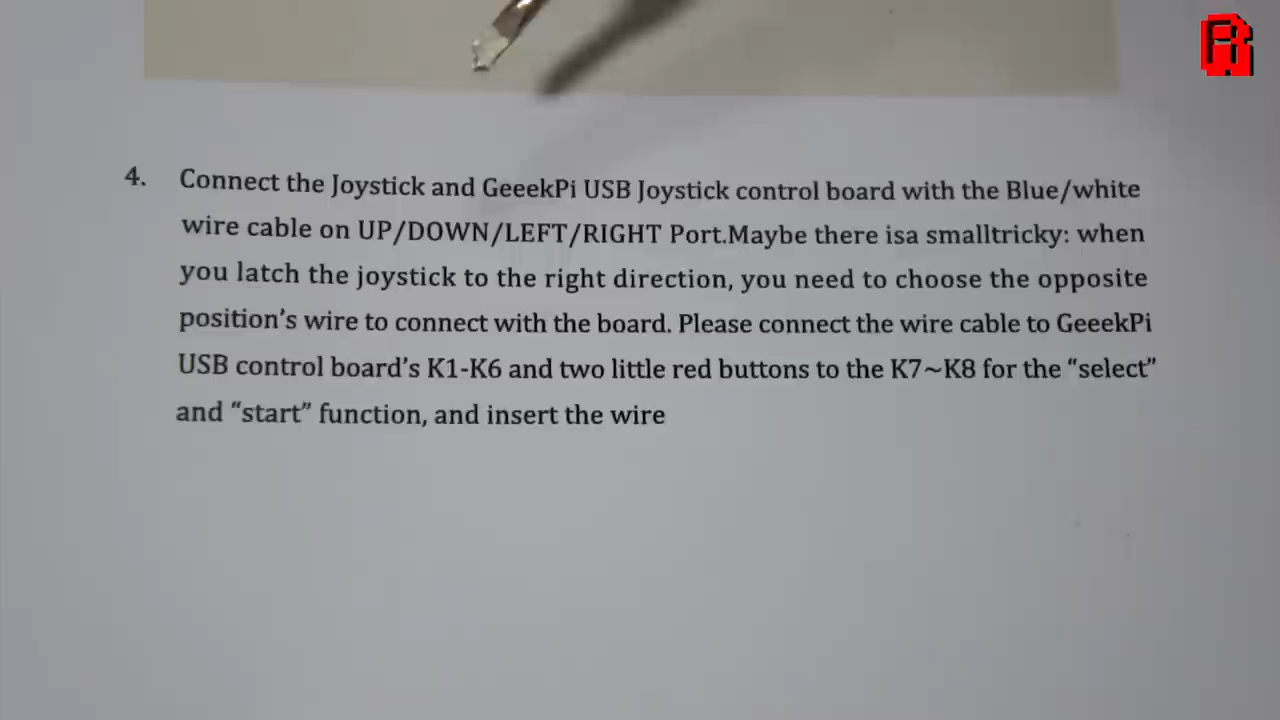 4. Connect the Joystick and GeeekPi USB Joystick control board with the Blue/white
wire cable on UP/DOWN/LEFT/RIGHT Port.Maybe there isa smalltricky: when
you latch the joystick to the right direction, you need to choose the opposite
position's wire to connect with the board. Please connect the wire cable to GeeekPi
USB control board's K1-K6 and two little red buttons to the K7~K8 for the “select”
and “start” function, and insert the wire